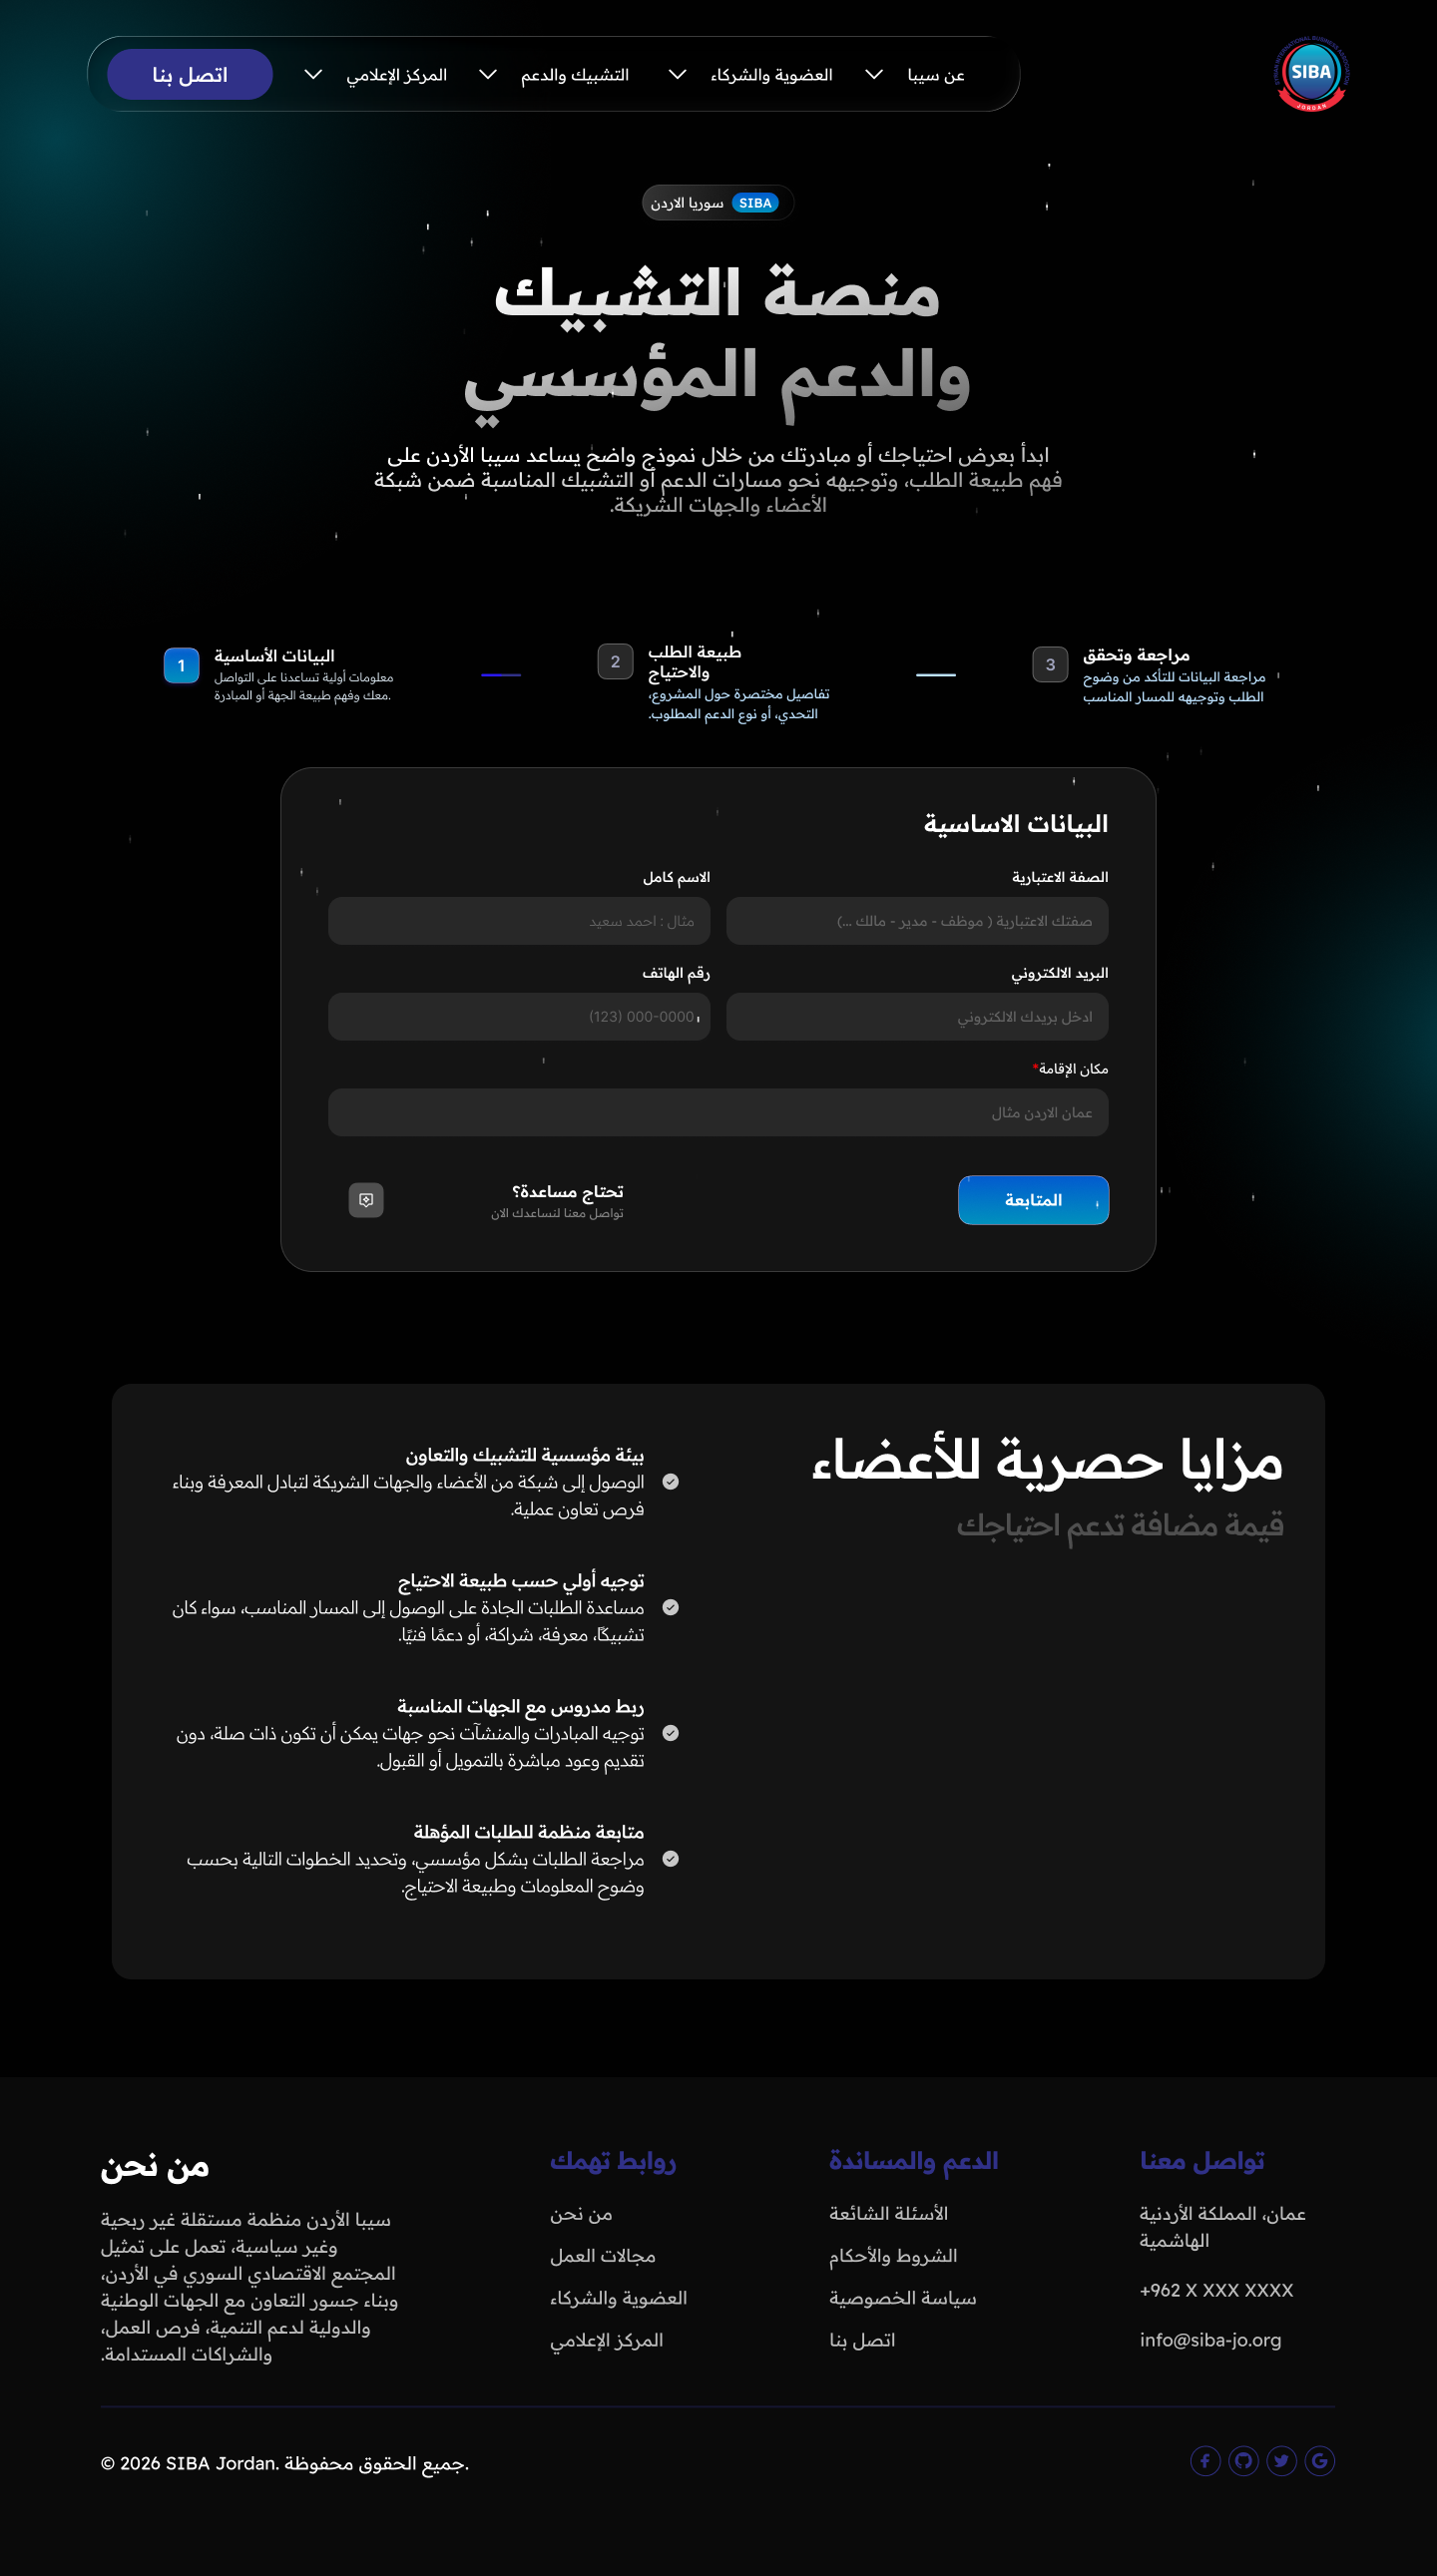 SIBA
JORDAN
عن سيبا
العضوية والشركاء
التشبيك والدعم
المركز الإعلامي
اتصل بنا
SIBA سوريا الاردن
منصة التشبيك
والدعم المؤسسي
ابدأ بعرض احتياجك أو مبادرتك من خلال نموذج واضح يساعد سيبا الأردن على
فهم طبيعة الطلب، وتوجيهه نحو مسارات الدعم أو التشبيك المناسبة ضمن شبكة
الأعضاء والجهات الشريكة.
1
البيانات الأساسية
معلومات أولية تساعدنا على التواصل
معك وفهم طبيعة الجهة أو المبادرة.
2
طبيعة الطلب
والاحتياج
تفاصيل مختصرة حول المشروع،
التحدي، أو نوع الدعم المطلوب.
3
مراجعة وتحقق
مراجعة البيانات للتأكد من وضوح
الطلب وتوجيهه للمسار المناسب
البيانات الاساسية
الصفة الاعتبارية
صفتك الاعتبارية ( موظف - مدير - مالك ...)
الاسم كامل
مثال : احمد سعيد
البريد الالكتروني
ادخل بريدك الالكتروني
رقم الهاتف
(123) 000-0000
مكان الإقامة*
عمان الاردن مثال
المتابعة
تحتاج مساعدة؟
تواصل معنا لنساعدك الان
مزايا حصرية للأعضاء
قيمة مضافة تدعم احتياجك
بيئة مؤسسية للتشبيك والتعاون
الوصول إلى شبكة من الأعضاء والجهات الشريكة لتبادل المعرفة وبناء
فرص تعاون عملية.
توجيه أولي حسب طبيعة الاحتياج
مساعدة الطلبات الجادة على الوصول إلى المسار المناسب، سواء كان
تشبيكًا، معرفة، شراكة، أو دعمًا فنيًا.
ربط مدروس مع الجهات المناسبة
توجيه المبادرات والمنشآت نحو جهات يمكن أن تكون ذات صلة، دون
تقديم وعود مباشرة بالتمويل أو القبول.
متابعة منظمة للطلبات المؤهلة
مراجعة الطلبات بشكل مؤسسي، وتحديد الخطوات التالية بحسب
وضوح المعلومات وطبيعة الاحتياج.
تواصل معنا
عمان، المملكة الأردنية
الهاشمية
+962 X XXX XXXX
info@siba-jo.org
الدعم والمساندة
الأسئلة الشائعة
الشروط والأحكام
سياسة الخصوصية
اتصل بنا
روابط تهمك
من نحن
مجالات العمل
العضوية والشركاء
المركز الإعلامي
من نحن
سيبا الأردن منظمة مستقلة غير ربحية
وغير سياسية، تعمل على تمثيل
المجتمع الاقتصادي السوري في الأردن،
وبناء جسور التعاون مع الجهات الوطنية
والدولية لدعم التنمية، فرص العمل،
والشراكات المستدامة.
© 2026 SIBA Jordan. جميع الحقوق محفوظة.